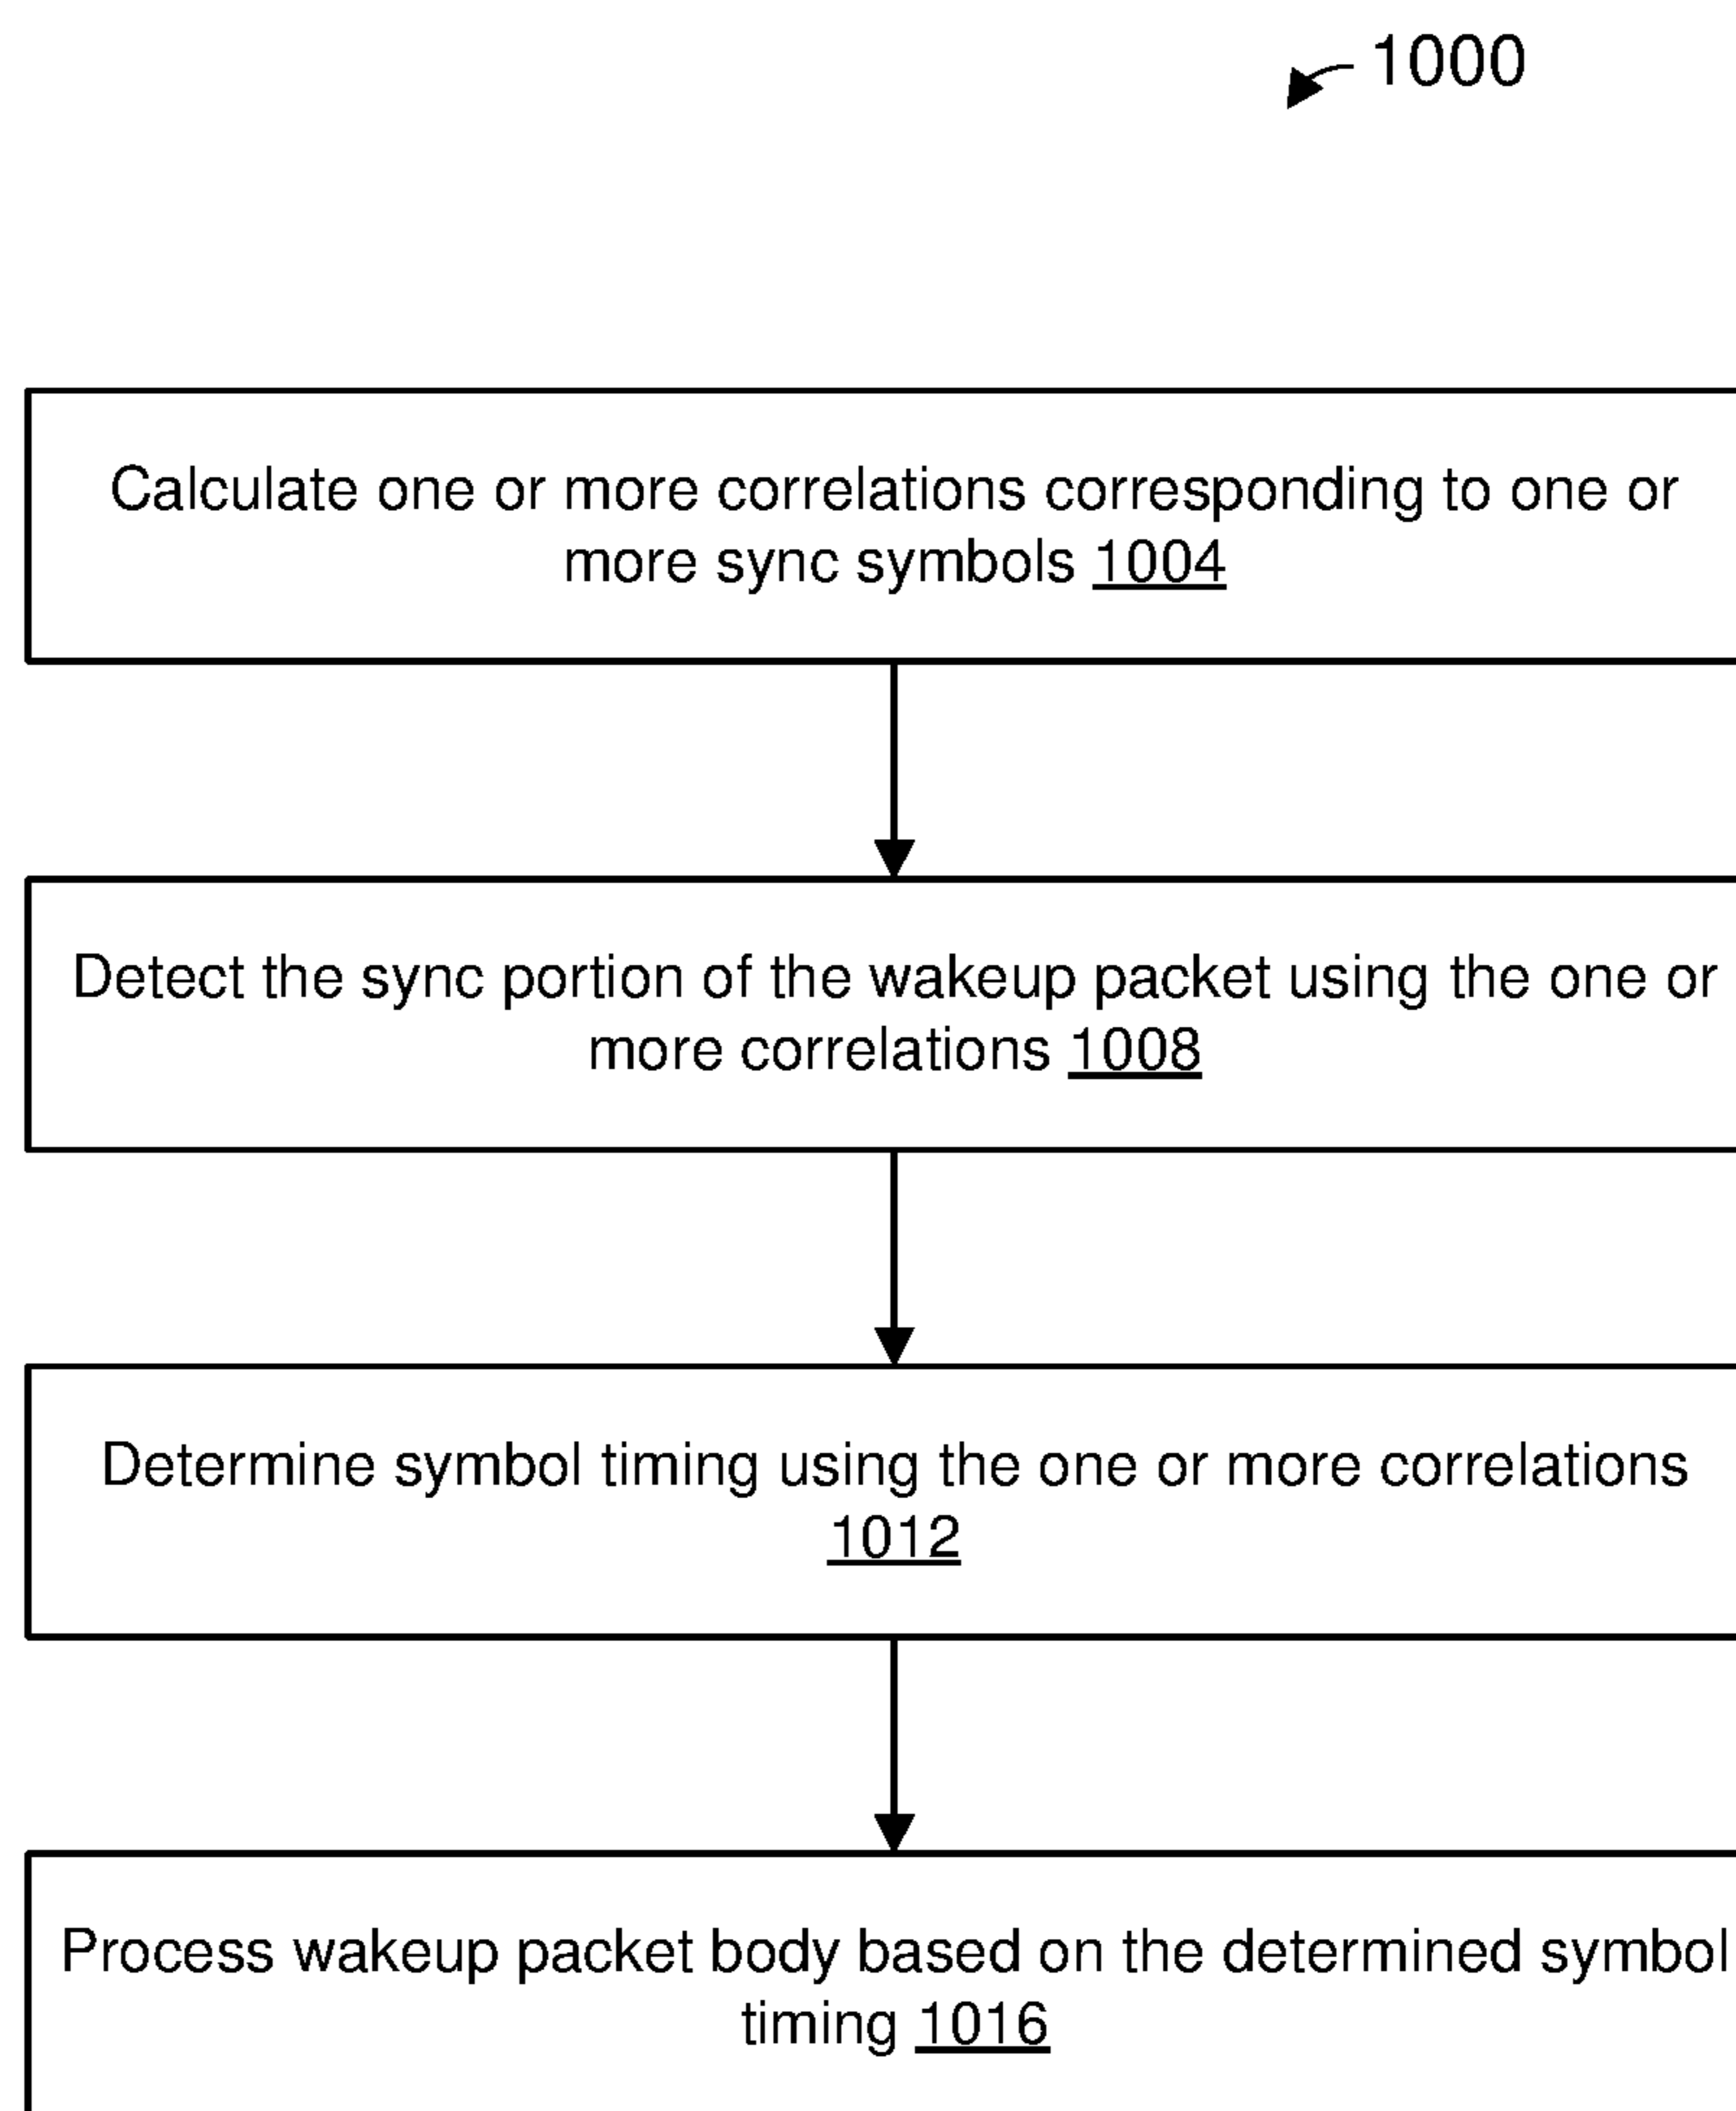 1000
Calculate one or more correlations corresponding to one or
more sync symbols 1004
Detect the sync portion of the wakeup packet using the one or
more correlations 1008
Determine symbol timing using the one or more correlations
1012
Process wakeup packet body based on the determined symbol
timing 1016